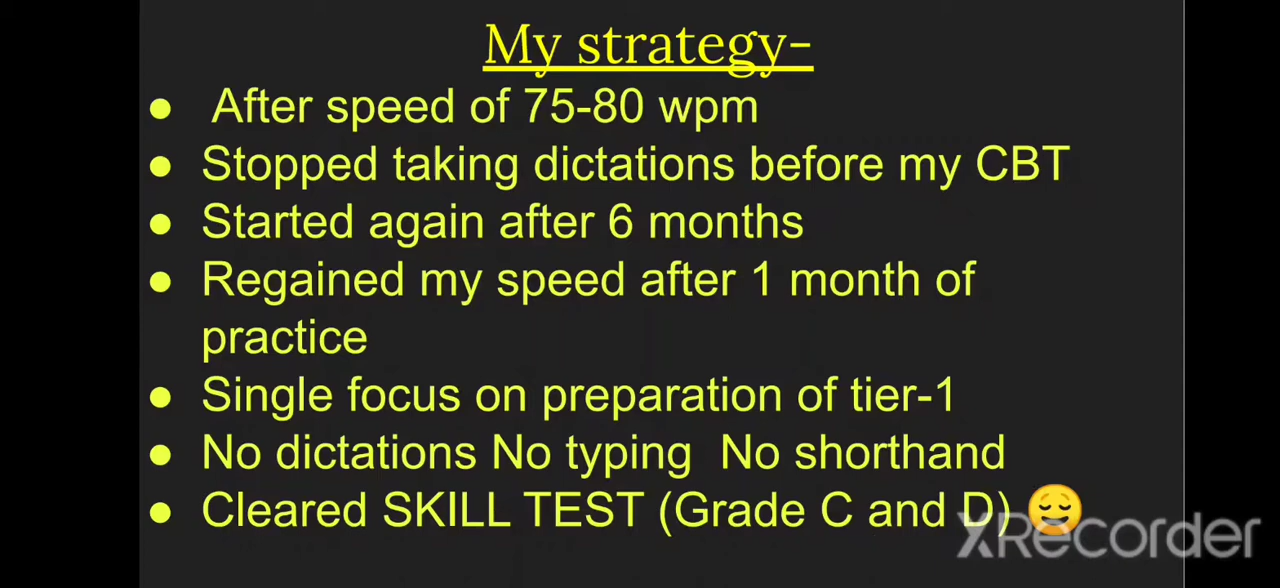 My strategy-
● After speed of 75-80 wpm
● Stopped taking dictations before my CBT
● Started again after 6 months
● Regained my speed after 1 month of
practice
● Single focus on preparation of tier-1
● No dictations No typing  No shorthand
● Cleared SKILL TEST (Grade C and D) 😌
XRecorder